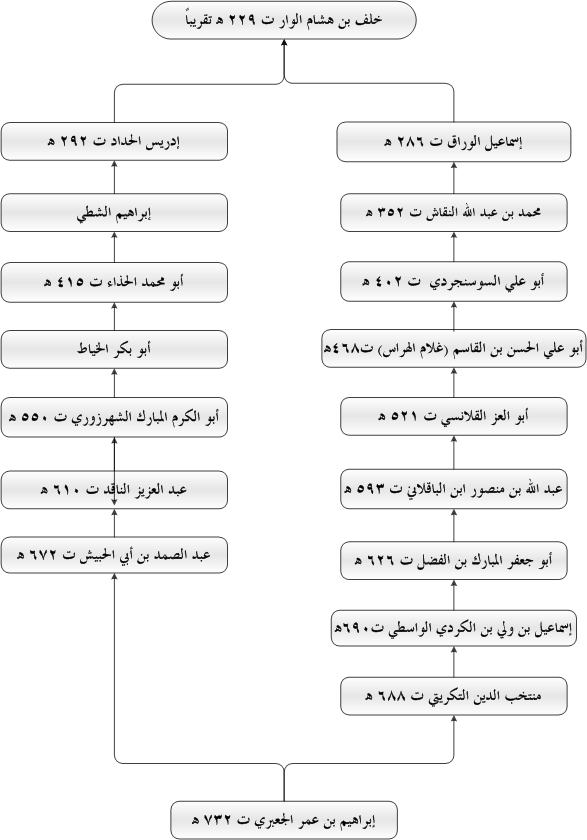 خلف بن هشام الوار ت ٢٢٩ ه تقريباً
إسماعيل الوراق ت ٢٨٦ ه
إدريس الحداد ت ٢٩٢ ه
محمد بن عبد الله النقاش ت ٣٥٢ ه
إبراهيم الشطي
أبو علي السوسنجردي ت ٤٠٢ ه
أبو محمد الحذاء ت ٤١٥ ه
أبو علي الحسن بن القاسم (غلام الهراس) ت٤٦٨ه
أبو بكر الخياط
أبو العز القلانسي ت ٥٢١ ه
أبو الكرم المبارك الشهرزوري ت ٥٥٠ ه
عبد الله بن منصور ابن الباقلاني ت ٥٩٣ ه
عبد العزيز الناقد ت ٦١٠ ه
أبو جعفر المبارك بن الفضل ت ٦٢٦ ه
عبد الصمد بن أبي الحبيش ت ٦٧٢ ه
إسماعيل بن ولي بن الكردي الواسطي ت٦٩٠ه
منتخب الدين التكريتي ت ٦٨٨ ه
إبراهيم بن عمر الجعبري ت ٧٣٢ ه